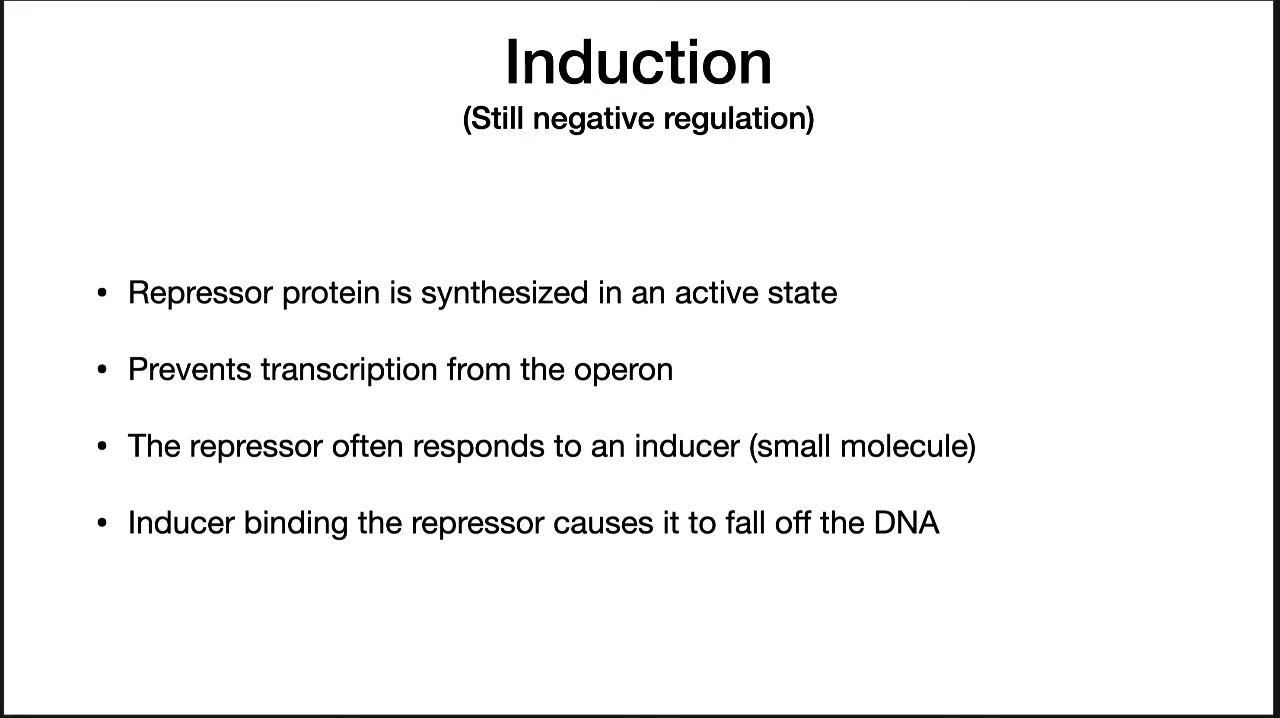 Induction
(Still negative regulation)
• Repressor protein is synthesized in an active state
• Prevents transcription from the operon
• The repressor often responds to an inducer (small molecule)
• Inducer binding the repressor causes it to fall off the DNA